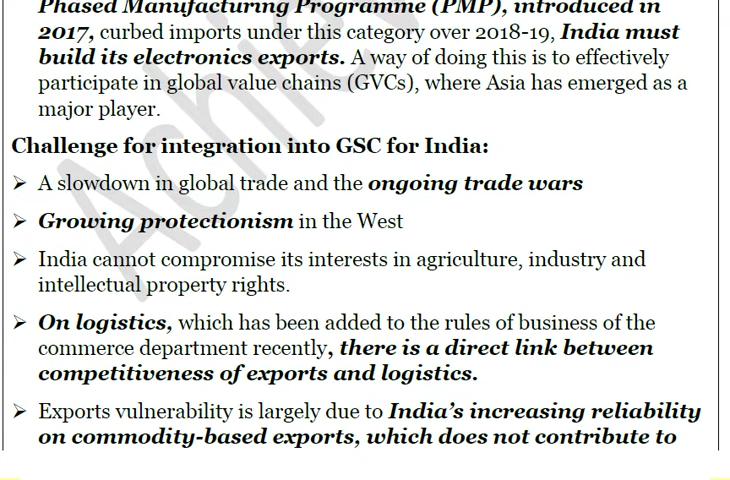 Phased Manufacturing Programme (PMP), introduced in
2017, curbed imports under this category over 2018-19, India must
build its electronics exports. A way of doing this is to effectively
participate in global value chains (GVCs), where Asia has emerged as a
major player.
Challenge for integration into GSC for India:
➢ A slowdown in global trade and the ongoing trade wars
➢ Growing protectionism in the West
➢ India cannot compromise its interests in agriculture, industry and
intellectual property rights.
➢ On logistics, which has been added to the rules of business of the
commerce department recently, there is a direct link between
competitiveness of exports and logistics.
➢ Exports vulnerability is largely due to India's increasing reliability
on commodity-based exports, which does not contribute to
Achiev